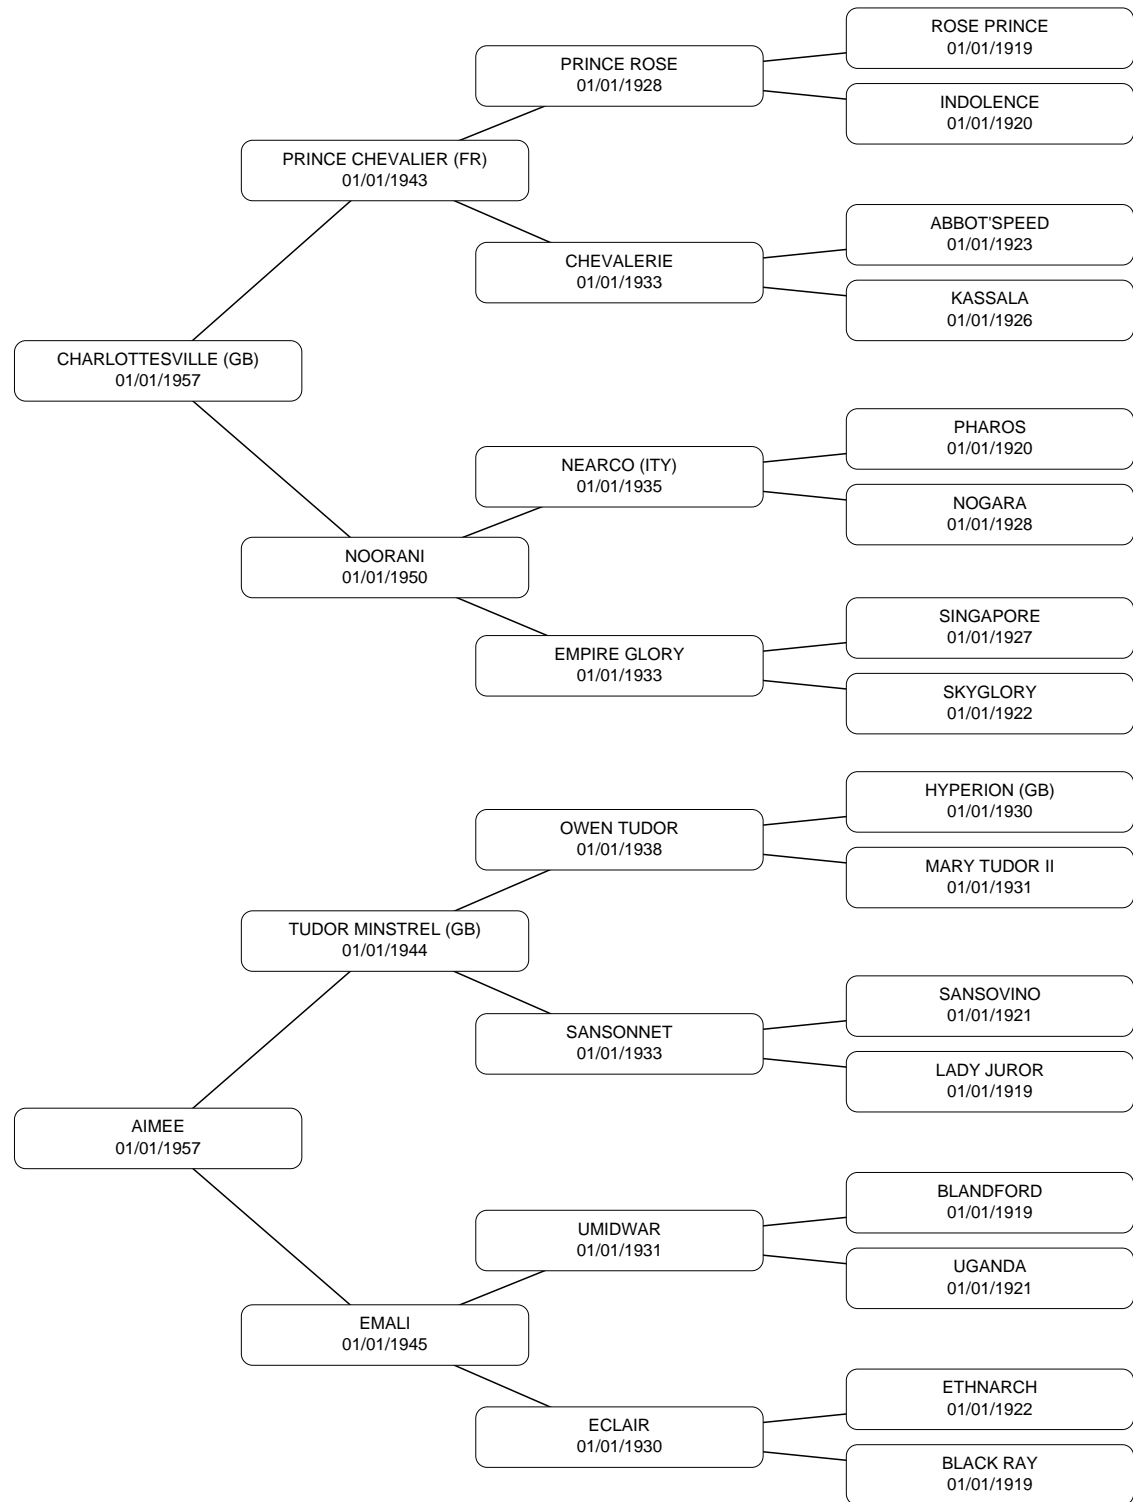 ROSE PRINCE
01/01/1919
PRINCE ROSE
01/01/1928
INDOLENCE
01/01/1920
PRINCE CHEVALIER (FR)
01/01/1943
ABBOT'SPEED
01/01/1923
CHEVALERIE
01/01/1933
KASSALA
01/01/1926
CHARLOTTESVILLE (GB)
01/01/1957
PHAROS
01/01/1920
NEARCO (ITY)
01/01/1935
NOGARA
01/01/1928
NOORANI
01/01/1950
SINGAPORE
01/01/1927
EMPIRE GLORY
01/01/1933
SKYGLORY
01/01/1922
HYPERION (GB)
01/01/1930
OWEN TUDOR
01/01/1938
MARY TUDOR II
01/01/1931
TUDOR MINSTREL (GB)
01/01/1944
SANSOVINO
01/01/1921
SANSONNET
01/01/1933
LADY JUROR
01/01/1919
AIMEE
01/01/1957
BLANDFORD
01/01/1919
UMIDWAR
01/01/1931
UGANDA
01/01/1921
EMALI
01/01/1945
ETHNARCH
01/01/1922
ECLAIR
01/01/1930
BLACK RAY
01/01/1919